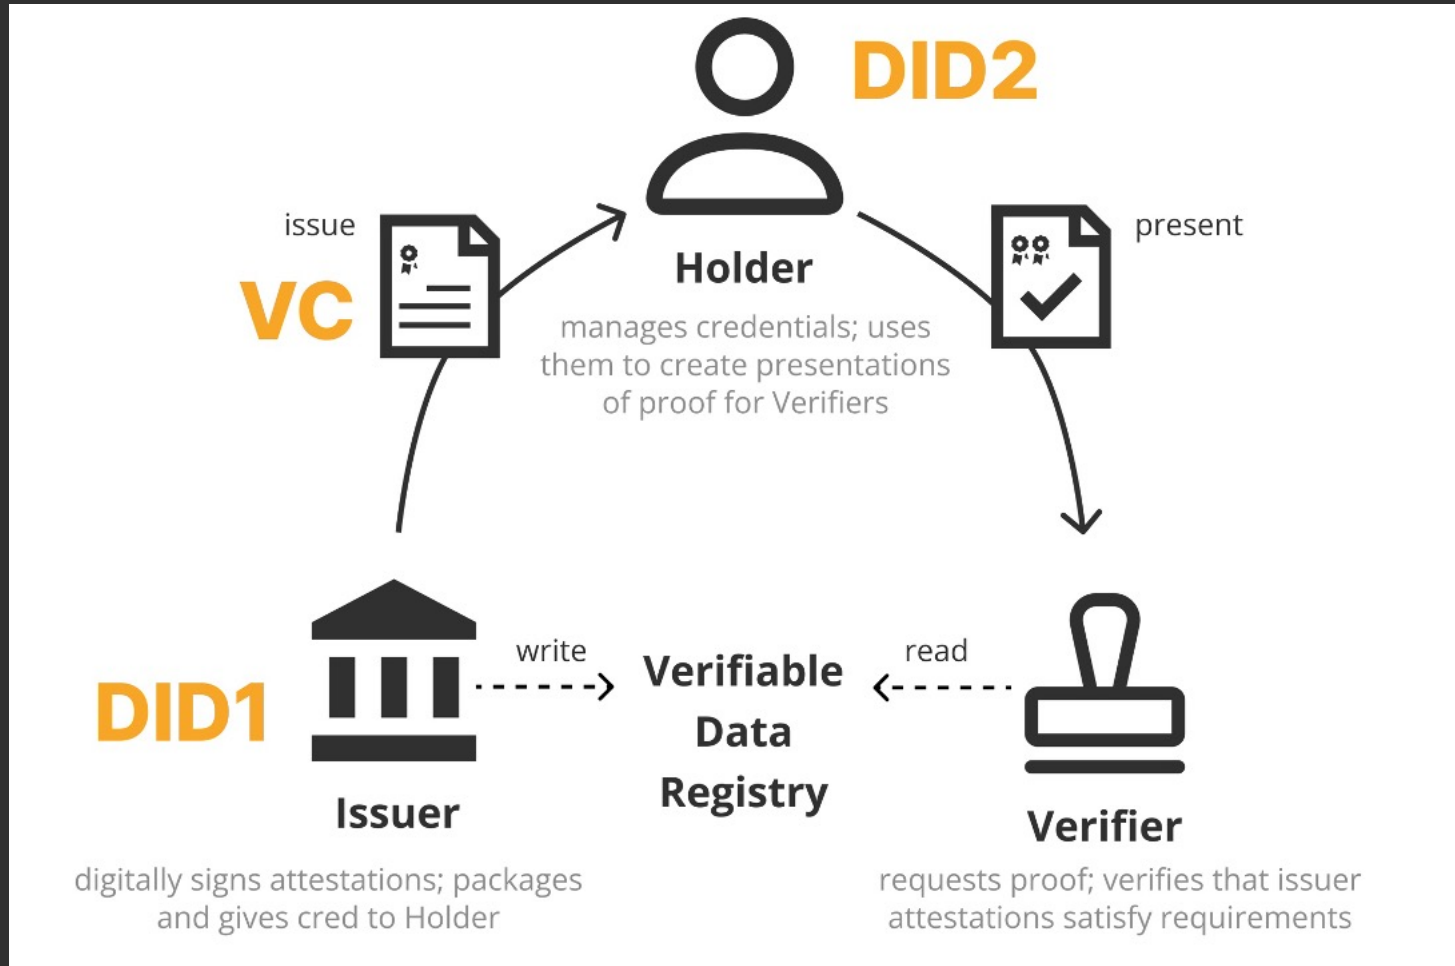 DID2
issue
present
VC
Holder
manages credentials; uses
them to create presentations
of proof for Verifiers
write
read
Verifiable
Data
Registry
DID1
Issuer
Verifier
digitally signs attestations; packages
and gives cred to Holder
requests proof; verifies that issuer
attestations satisfy requirements